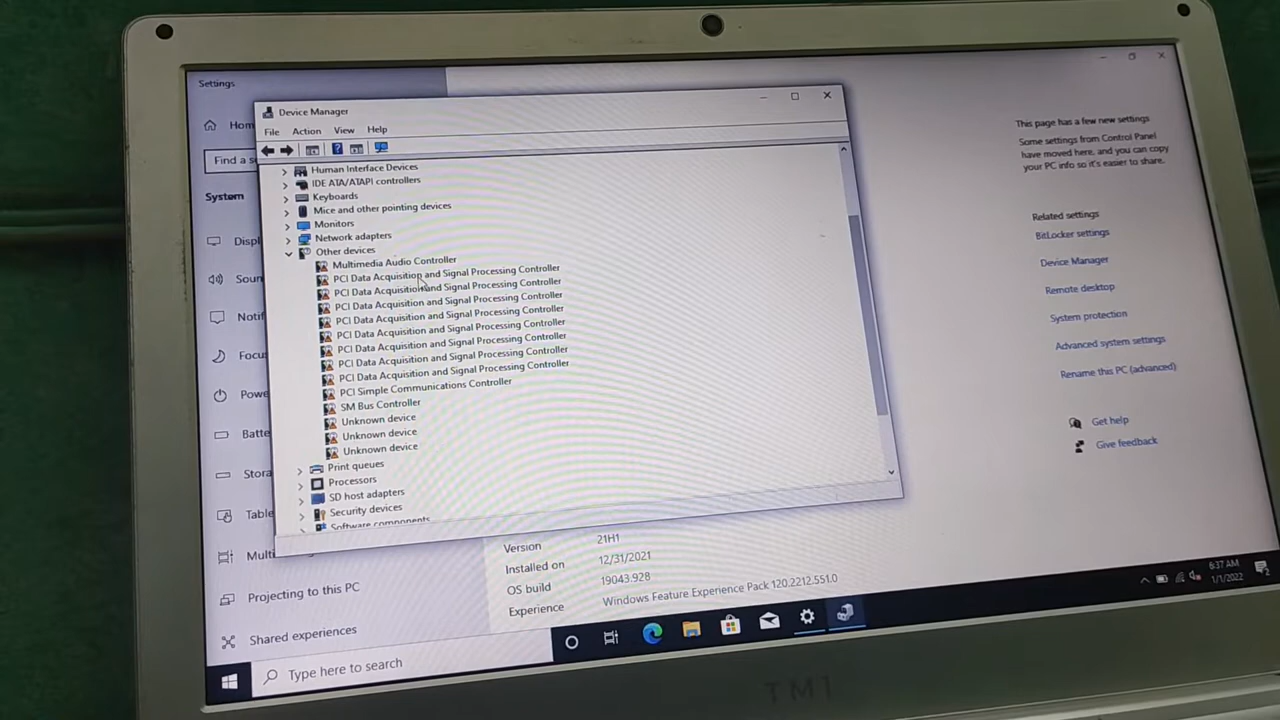 Settings
Device Manager
File Action View Help
Hom
Find a s
System
Displ
Soun
Notif
Focu
Powe
Batte
Stora
Table
Multi
Projecting to this PC
Shared experiences
Human Interface Devices
IDE ATA/ATAPI controllers
Keyboards
Mice and other pointing devices
Monitors
Network adapters
Other devices
Multimedia Audio Controller
PCI Data Acquisition and Signal Processing Controller
PCI Data Acquisition and Signal Processing Controller
PCI Data Acquisition and Signal Processing Controller
PCI Data Acquisition and Signal Processing Controller
PCI Data Acquisition and Signal Processing Controller
PCI Data Acquisition and Signal Processing Controller
PCI Data Acquisition and Signal Processing Controller
PCI Data Acquisition and Signal Processing Controller
PCI Simple Communications Controller
SM Bus Controller
Unknown device
Unknown device
Unknown device
Print queues
Processors
SD host adapters
Security devices
Software components
Version 21H1
Installed on 12/31/2021
OS build 19043.928
Experience Windows Feature Experience Pack 120.2212.551.0
This page has a few new settings
Some settings from Control Panel
have moved here, and you can copy
your PC info so it's easier to share.
Related settings
BitLocker settings
Device Manager
Remote desktop
System protection
Advanced system settings
Rename this PC (advanced)
Get help
Give feedback
Type here to search
6:37 AM
1/1/2022
TM1